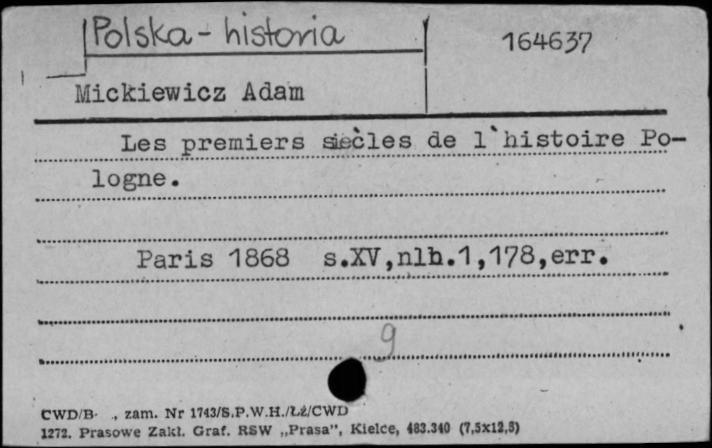 Polska - historia 164637
Mickiewicz Adam
Les premiers siècles de l`histoire Po-
logne.
Paris 1868 s.XV,nlb.1,178,err.
9
CWD/B- ., zam. Nr 1743/S.P.W.H./Łż/CWD
1272. Prasowe Zakł. Graf. RSW „Prasa", Kielce, 483.340 (7,5x12,5)